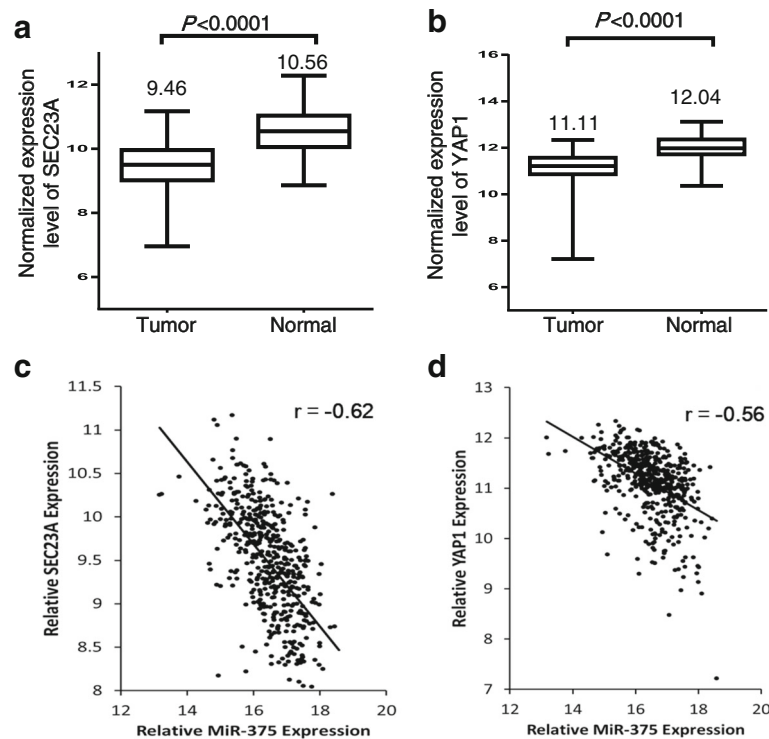 a
P<0.0001
Normalized expression
level of SEC23A
12
10
8
6
9.46
10.56
Tumor
Normal
b
P<0.0001
Normalized expression
level of YAP1
16
14
12
10
8
6
11.11
12.04
Tumor
Normal
c
Relative SEC23A Expression
11.5
11
10.5
10
9.5
9
8.5
8
r = -0.62
12
14
16
18
20
Relative MiR-375 Expression
d
Relative YAP1 Expression
13
12
11
10
9
8
7
r = -0.56
12
14
16
18
20
Relative MiR-375 Expression